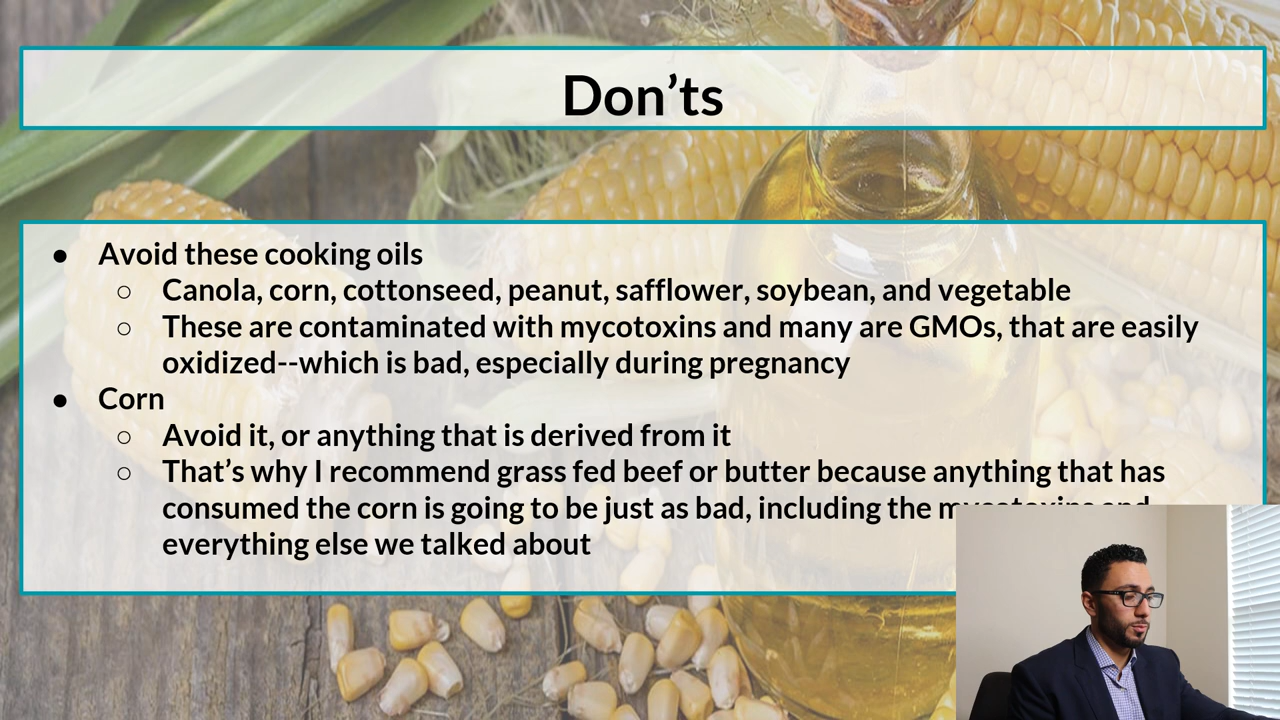 Don’ts
● Avoid these cooking oils
○ Canola, corn, cottonseed, peanut, safflower, soybean, and vegetable
○ These are contaminated with mycotoxins and many are GMOs, that are easily
oxidized--which is bad, especially during pregnancy
● Corn
○ Avoid it, or anything that is derived from it
○ That’s why I recommend grass fed beef or butter because anything that has
consumed the corn is going to be just as bad, including the
everything else we talked about